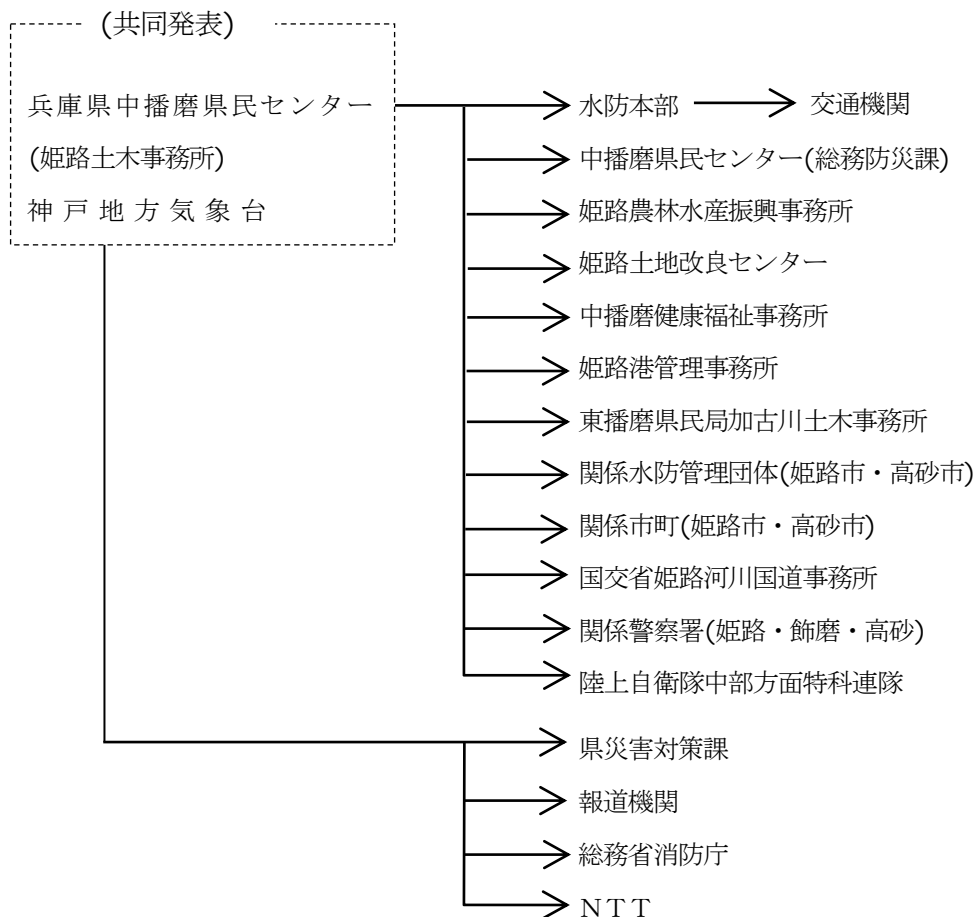 (共同発表)
兵庫県中播磨県民センター
(姫路土木事務所)
神戸地方気象台
水防本部 交通機関
中播磨県民センター(総務防災課)
姫路農林水産振興事務所
姫路土地改良センター
中播磨健康福祉事務所
姫路港管理事務所
東播磨県民局加古川土木事務所
関係水防管理団体(姫路市・高砂市)
関係市町(姫路市・高砂市)
国交省姫路河川国道事務所
関係警察署(姫路・飾磨・高砂)
陸上自衛隊中部方面特科連隊
県災害対策課
報道機関
総務省消防庁
ＮＴＴ